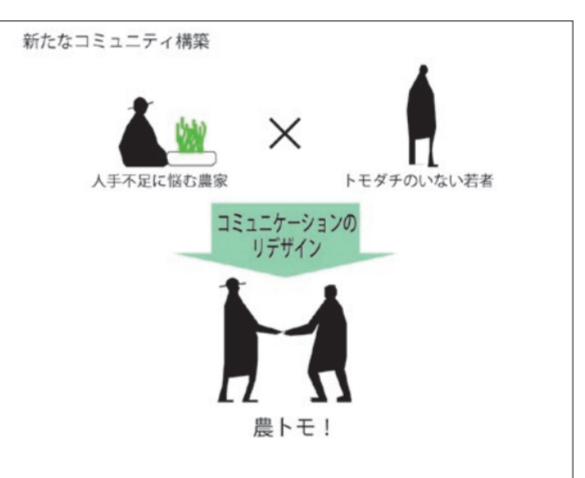 新たなコミュニティ構築
×
人手不足に悩む農家
トモダチのいない若者
コミュニケーションの
リデザイン
農トモ！